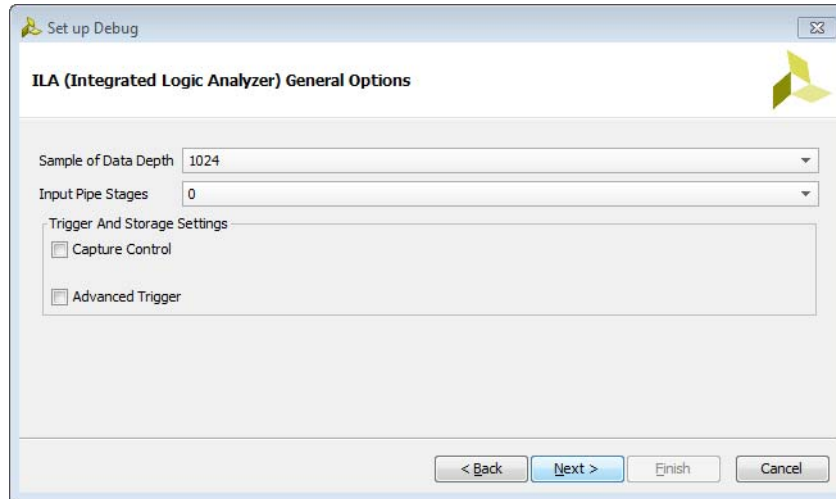 Set up Debug
ILA (Integrated Logic Analyzer) General Options
Sample of Data Depth 1024
Input Pipe Stages 0
Trigger And Storage Settings
Capture Control
Advanced Trigger
< Back Next > Finish Cancel